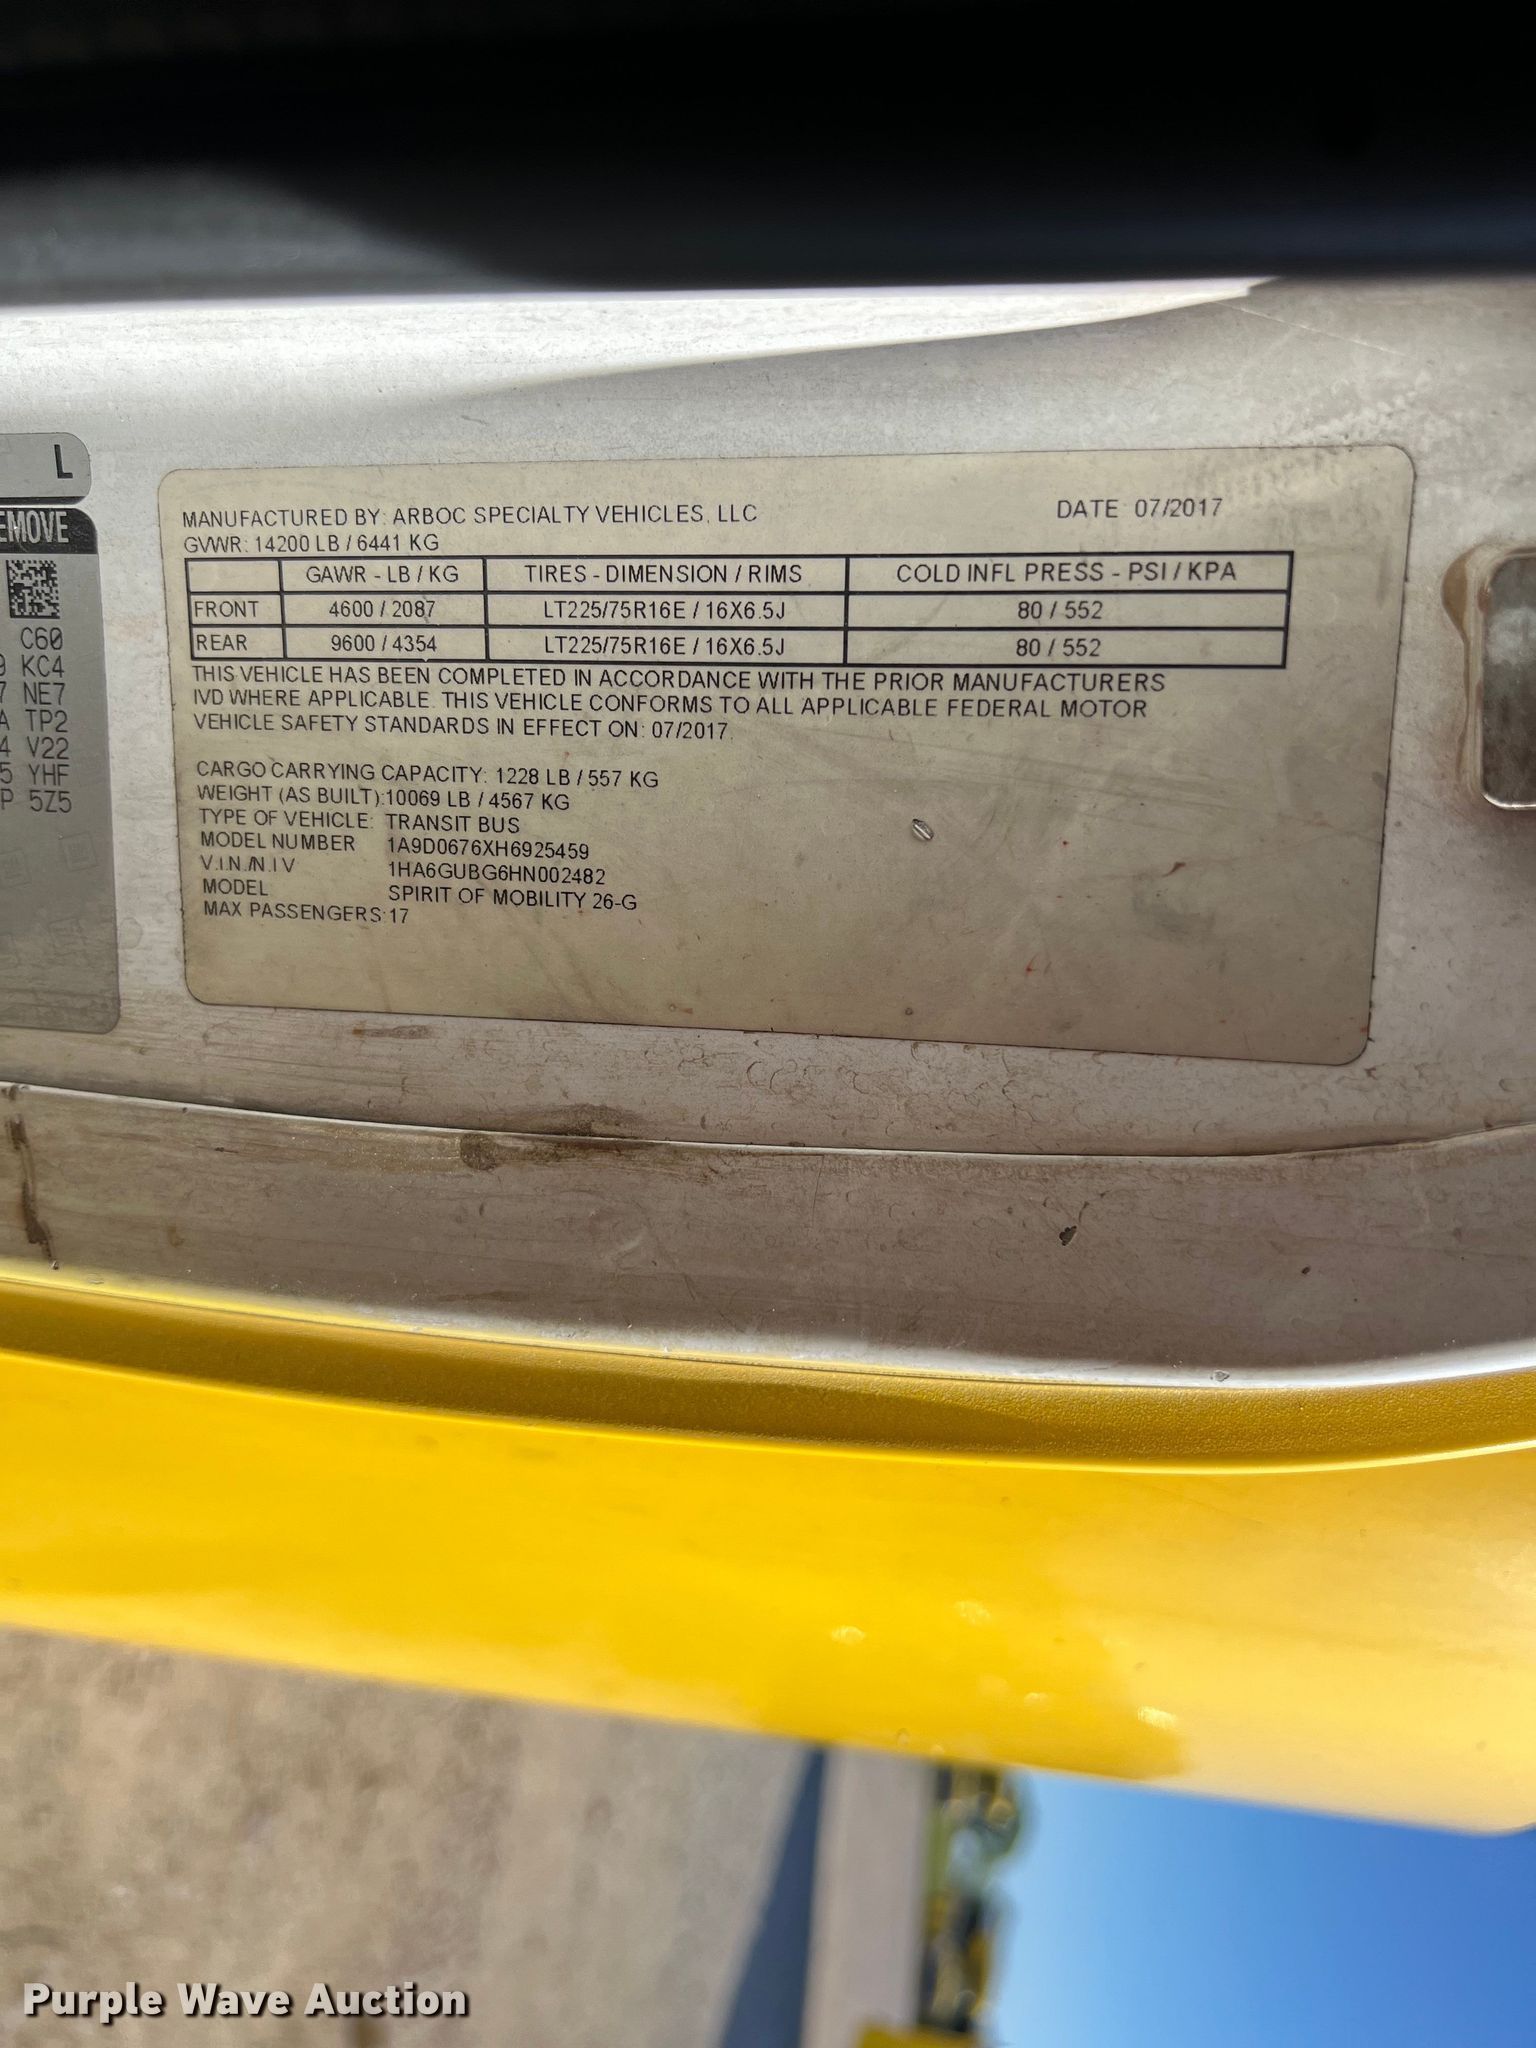 L
EMOVE
C60
9 KC4
7 NE7
A TP2
4 V22
5 YHF
P 5Z5
MANUFACTURED BY: ARBOC SPECIALTY VEHICLES, LLC DATE 07/2017
GVWR: 14200 LB / 6441 KG
GAWR - LB / KG TIRES - DIMENSION / RIMS COLD INFL PRESS - PSI / KPA
FRONT 4600 / 2087 LT225/75R16E / 16X6.5J 80 / 552
REAR 9600 / 4354 LT225/75R16E / 16X6.5J 80 / 552
THIS VEHICLE HAS BEEN COMPLETED IN ACCORDANCE WITH THE PRIOR MANUFACTURERS
IVD WHERE APPLICABLE. THIS VEHICLE CONFORMS TO ALL APPLICABLE FEDERAL MOTOR
VEHICLE SAFETY STANDARDS IN EFFECT ON: 07/2017.
CARGO CARRYING CAPACITY: 1228 LB / 557 KG
WEIGHT (AS BUILT):10069 LB / 4567 KG
TYPE OF VEHICLE: TRANSIT BUS
MODEL NUMBER 1A9D0676XH6925459
V.I.N./N.I V 1HA6GUBG6HN002482
MODEL SPIRIT OF MOBILITY 26-G
MAX PASSENGERS:17
Purple Wave Auction